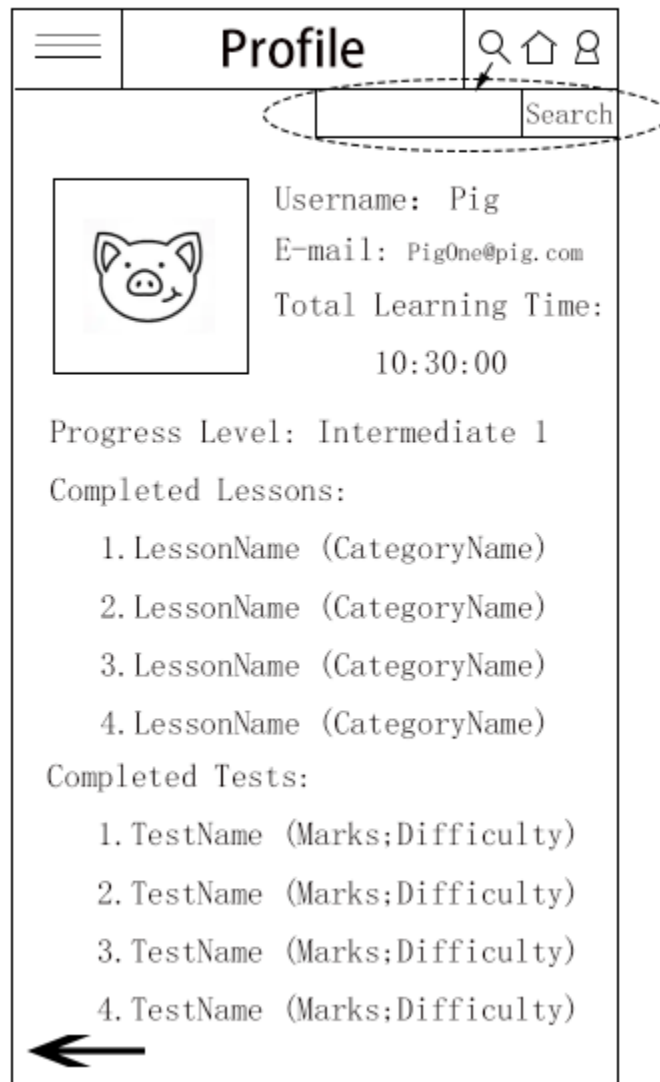 Profile
Search
Username: Pig
E-mail: PigOne@pig.com
Total Learning Time:
10:30:00
Progress Level: Intermediate 1
Completed Lessons:
1.LessonName (CategoryName)
2.LessonName (CategoryName)
3.LessonName (CategoryName)
4.LessonName (CategoryName)
Completed Tests:
1.TestName (Marks;Difficulty)
2.TestName (Marks;Difficulty)
3.TestName (Marks;Difficulty)
4.TestName (Marks;Difficulty)